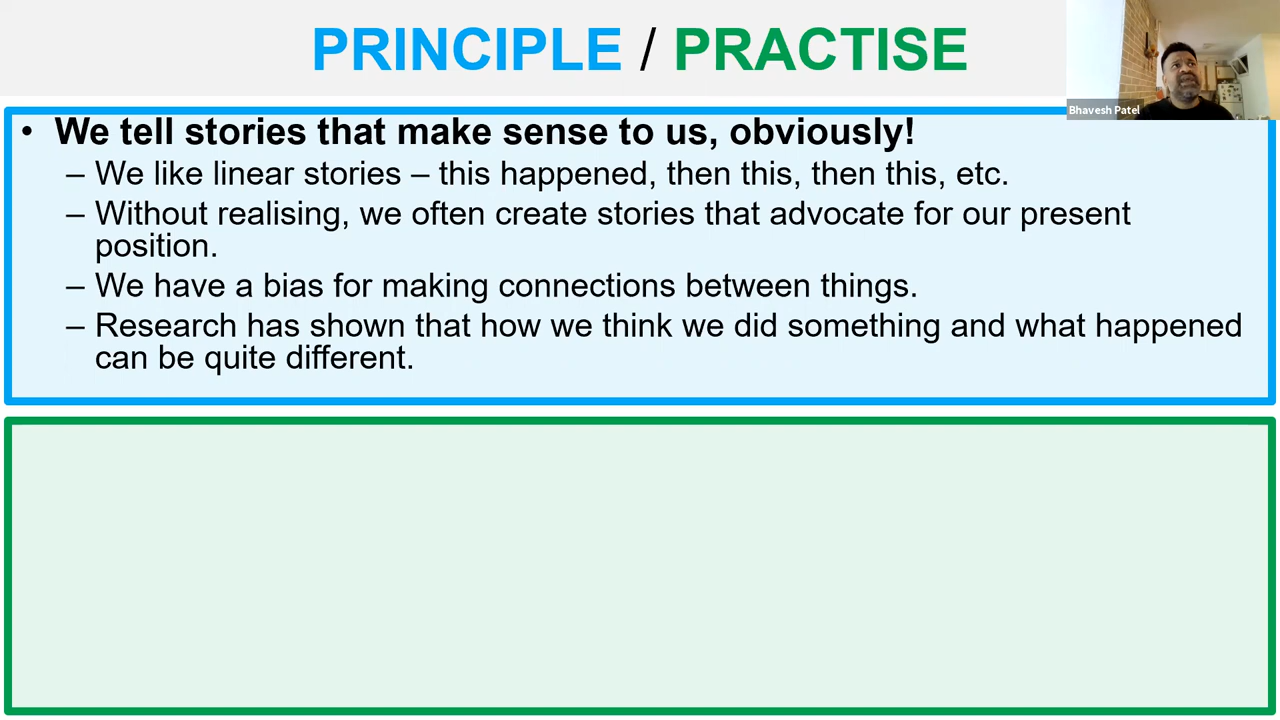 PRINCIPLE / PRACTISE
Bhavesh Patel
• We tell stories that make sense to us, obviously!
– We like linear stories – this happened, then this, then this, etc.
– Without realising, we often create stories that advocate for our present
position.
– We have a bias for making connections between things.
– Research has shown that how we think we did something and what happened
can be quite different.